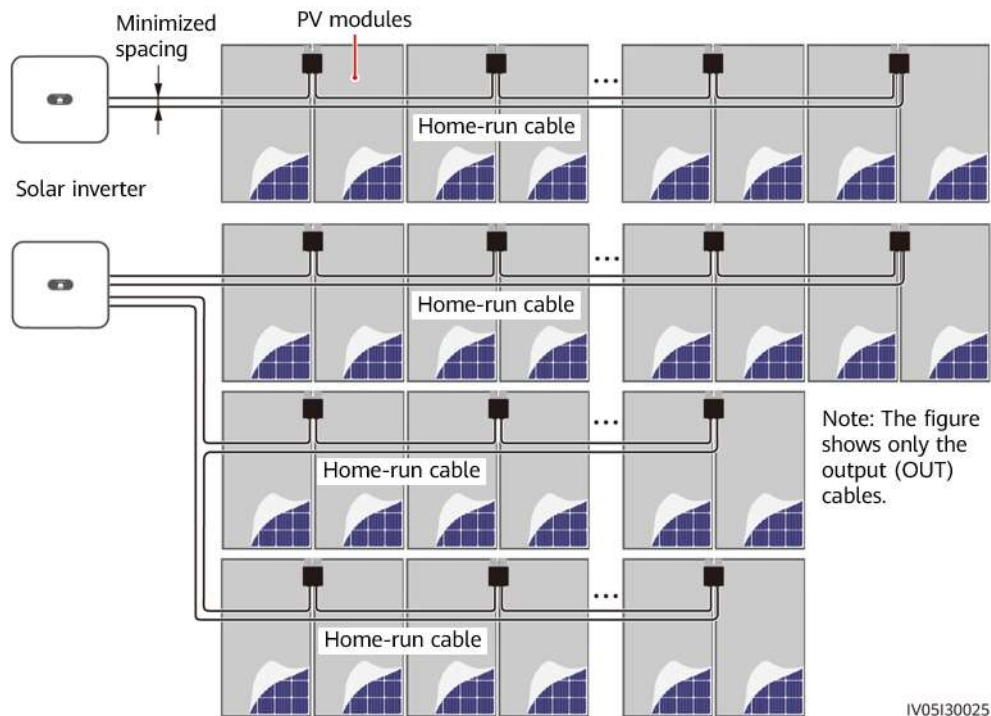 Minimized
spacing
PV modules
...
Home-run cable
Solar inverter
...
Home-run cable
...
Home-run cable
Note: The figure
shows only the
output (OUT)
cables.
...
Home-run cable
IV05I30025